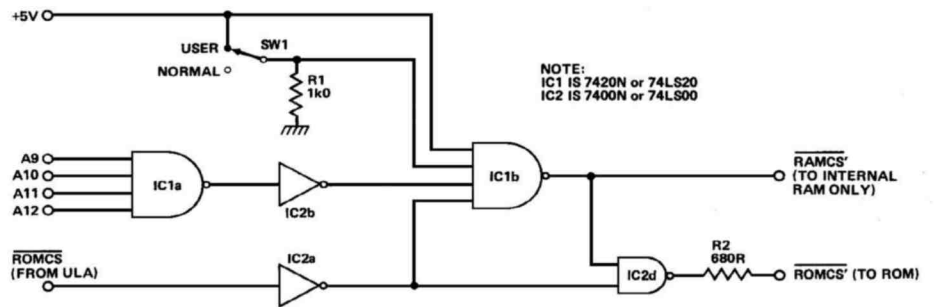 +5V
USER
SW1
NORMAL
R1
1k0
NOTE:
IC1 IS 7420N or 74LS20
IC2 IS 7400N or 74LS00
A9
A10
A11
A12
IC1a
IC2b
IC1b
RAMCS'
(TO INTERNAL
RAM ONLY)
ROMCS
(FROM ULA)
IC2a
IC2d
R2
680R
ROMCS' (TO ROM)